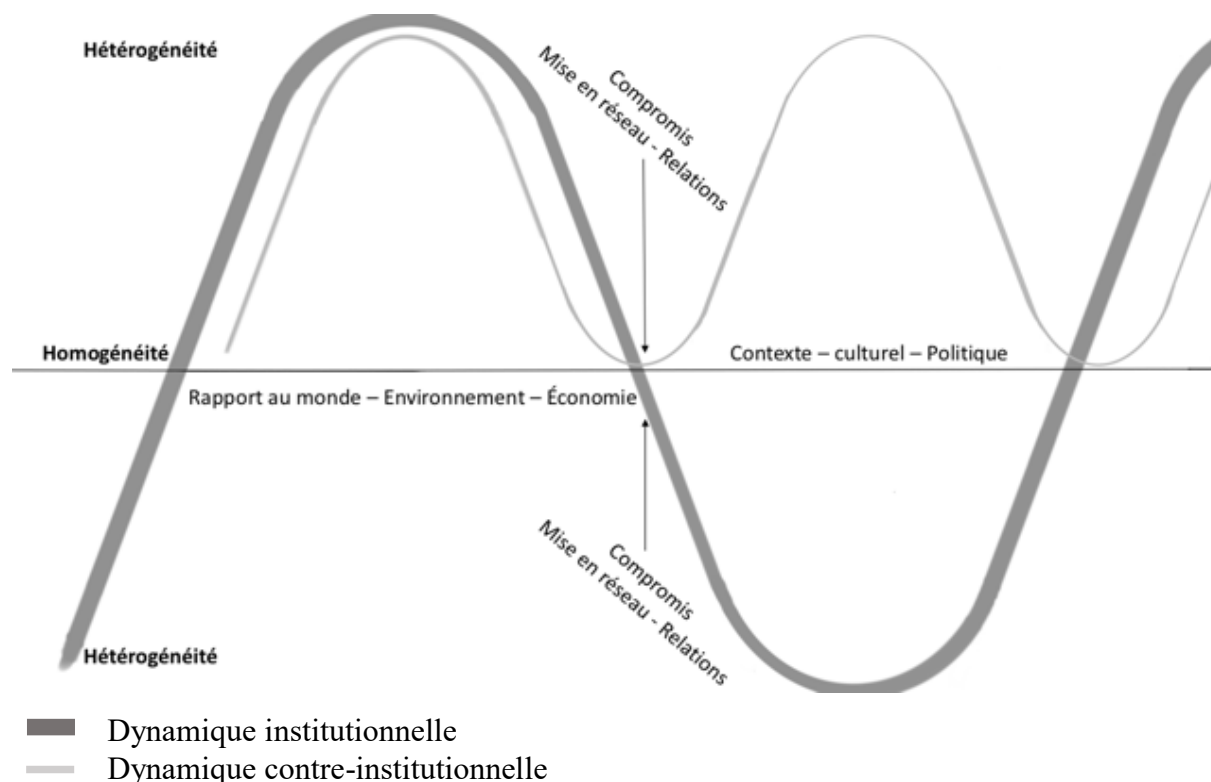 Hétérogénéité
Compromis
Mise en réseau - Relations
Homogénéité
Contexte – culturel – Politique
Rapport au monde – Environnement – Économie
Compromis
Mise en réseau - Relations
Hétérogénéité
Dynamique institutionnelle
Dynamique contre-institutionnelle